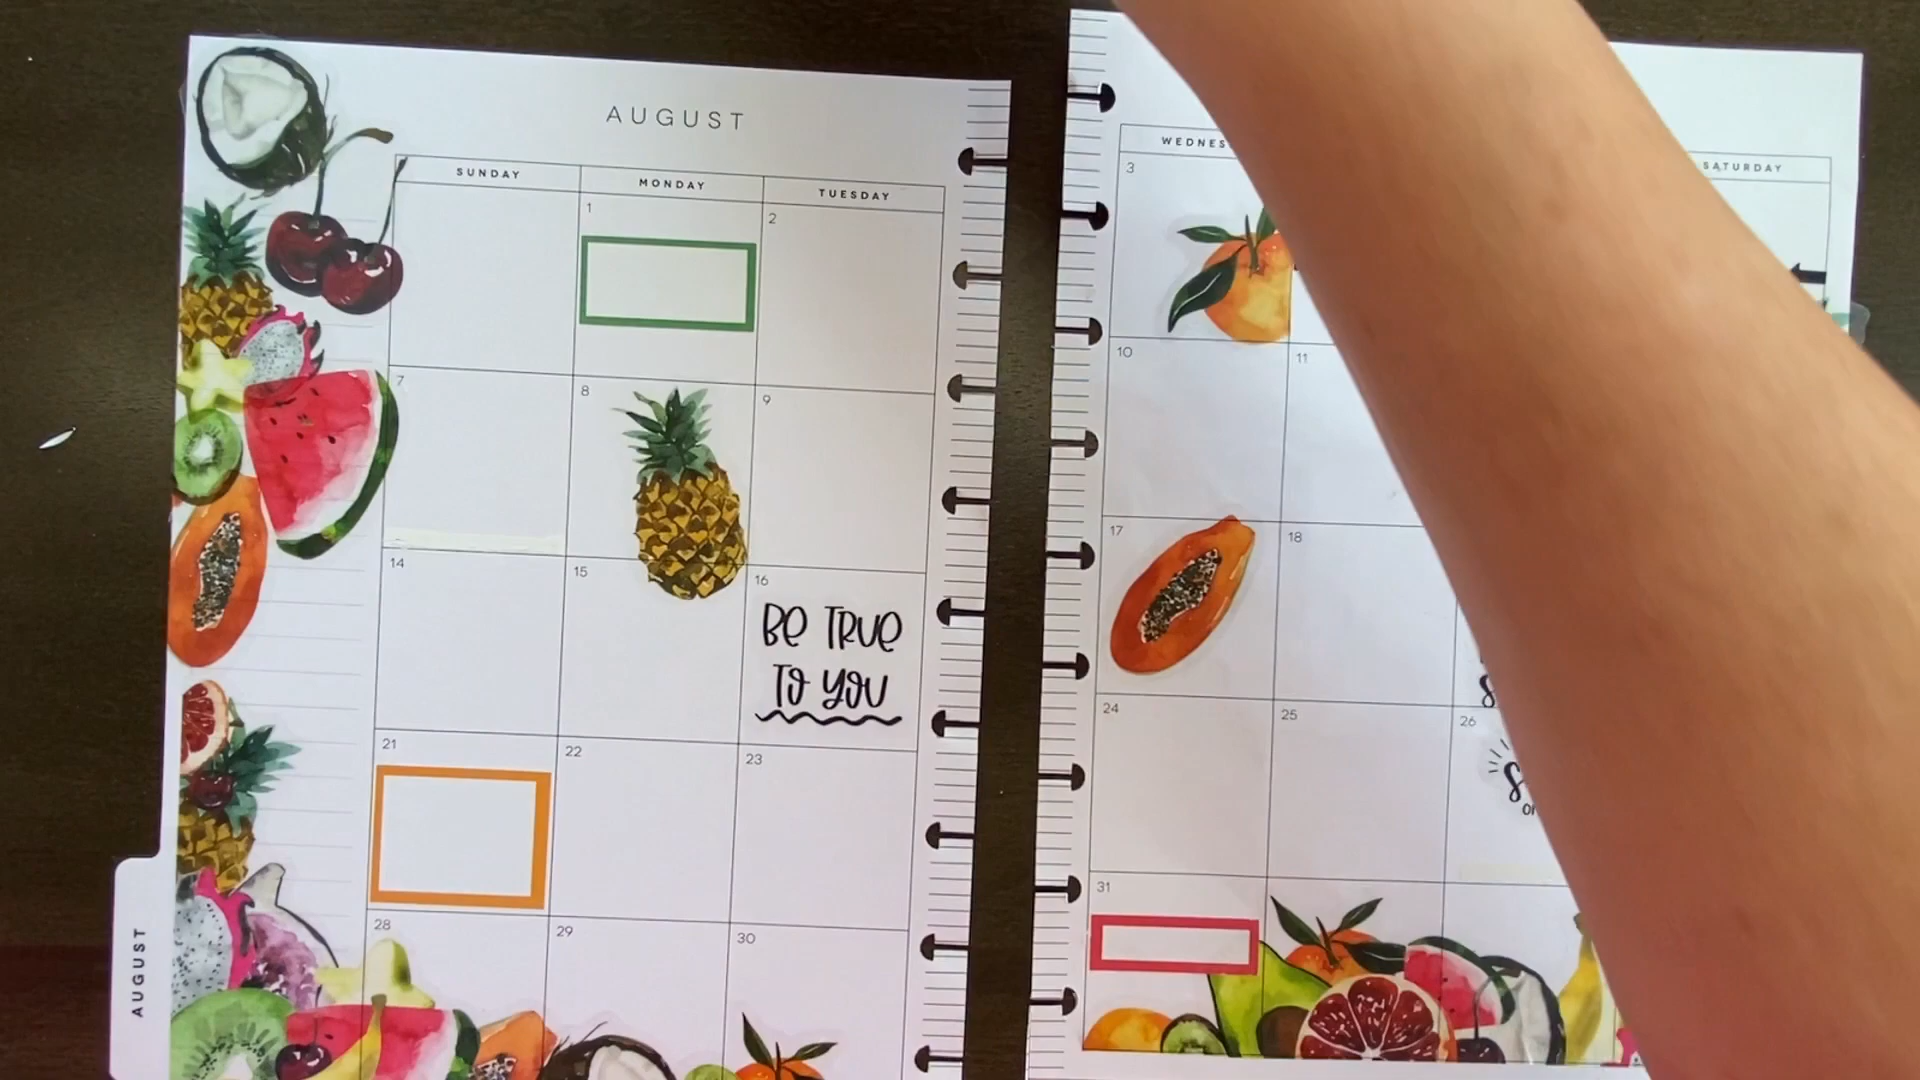 AUGUST
SUNDAY MONDAY TUESDAY
1 2
7 8 9
14 15 16
BE TRUE
TO YOU
21 22 23
28 29 30
AUGUST
SATURDAY
3
10 11
17 18
24 25 26
31